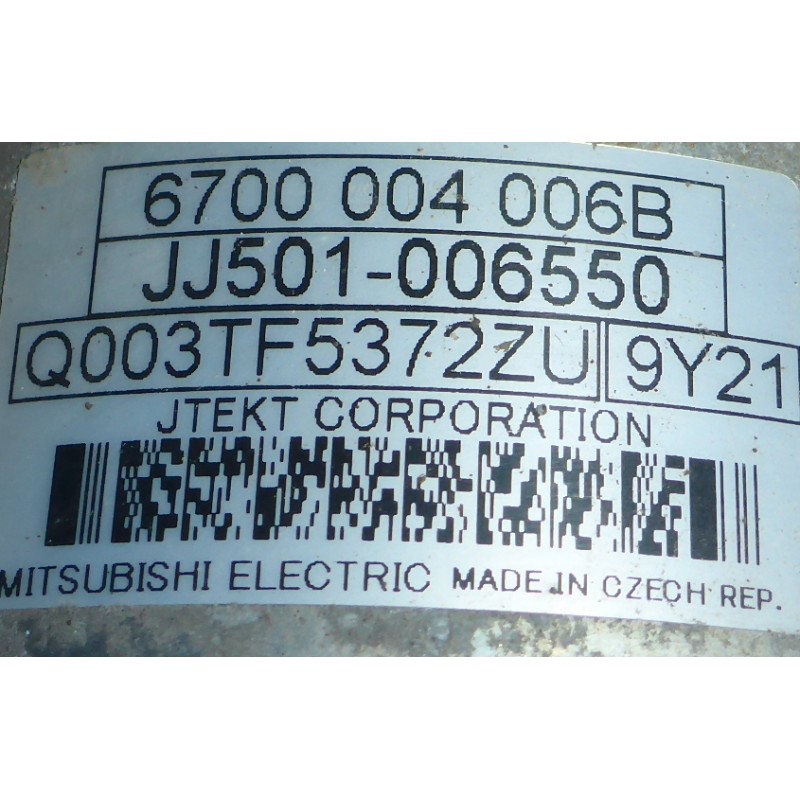 6700 004 006B
JJ501-006550
Q003TF5372ZU 9Y21
JTEKT CORPORATION
MITSUBISHI ELECTRIC MADE IN CZECH REP.